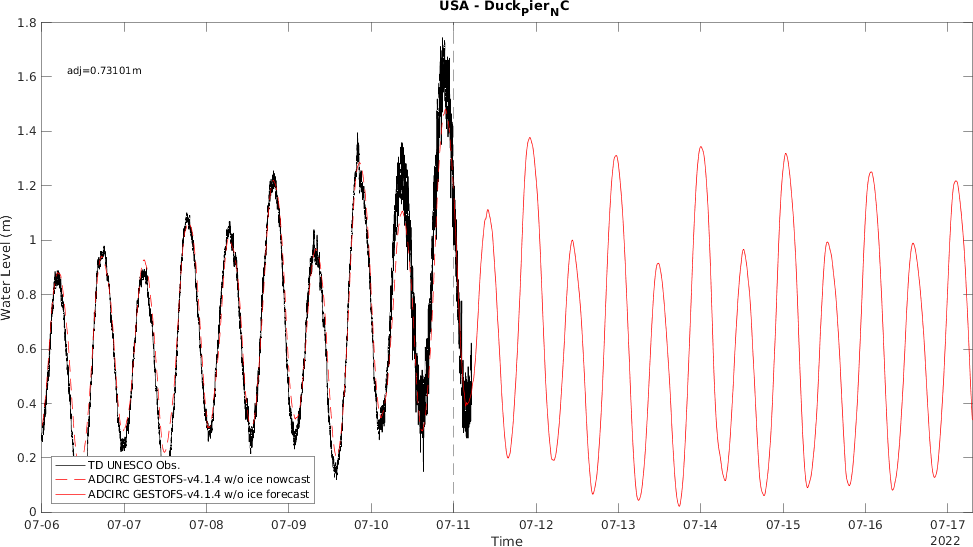 USA - DuckPierNC
1.8
1.6
1.4
1.2
1
0.8
0.6
0.4
0.2
0
Water Level (m)
adj=0.73101m
TD UNESCO Obs.
ADCIRC GESTOFS-v4.1.4 w/o ice nowcast
ADCIRC GESTOFS-v4.1.4 w/o ice forecast
07-06 07-07 07-08 07-09 07-10 07-11 07-12 07-13 07-14 07-15 07-16 07-17
Time
2022